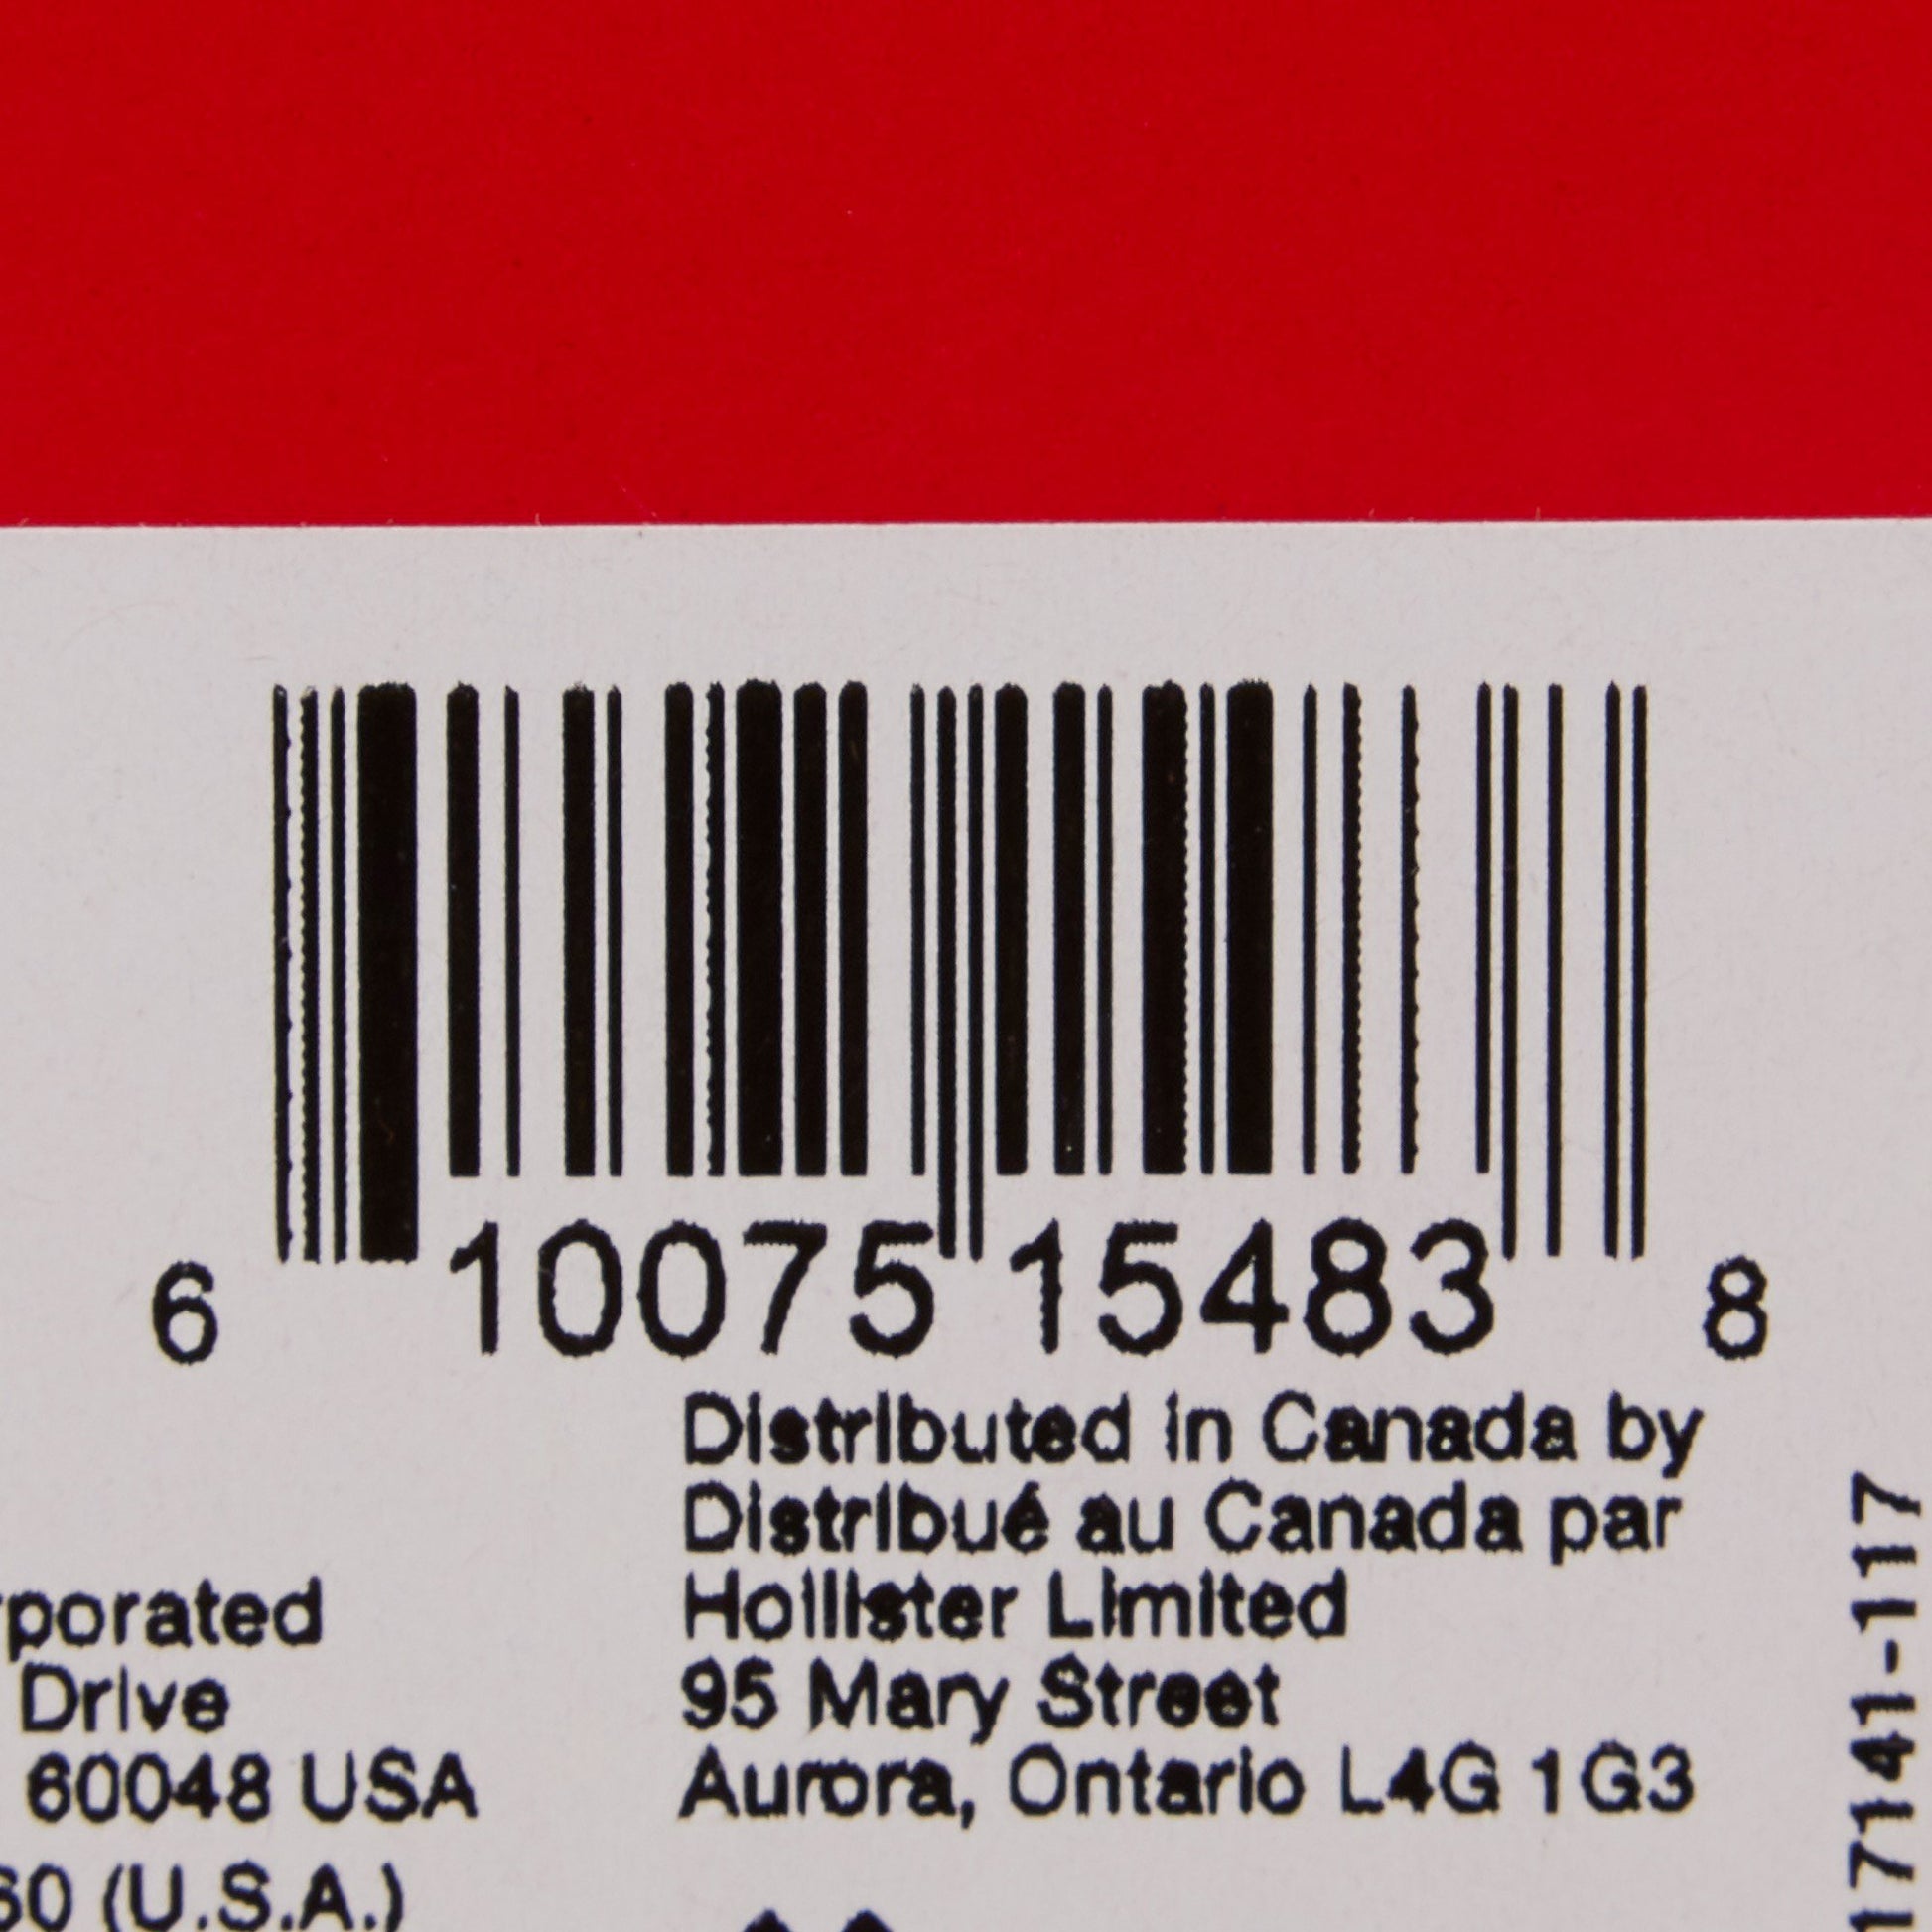 6 10075 15483 8
Distributed in Canada by
Distribué au Canada par
Hollister Limited
95 Mary Street
Aurora, Ontario L4G 1G3
rporated
Drive
60048 USA
60 (U.S.A.)
17141-117